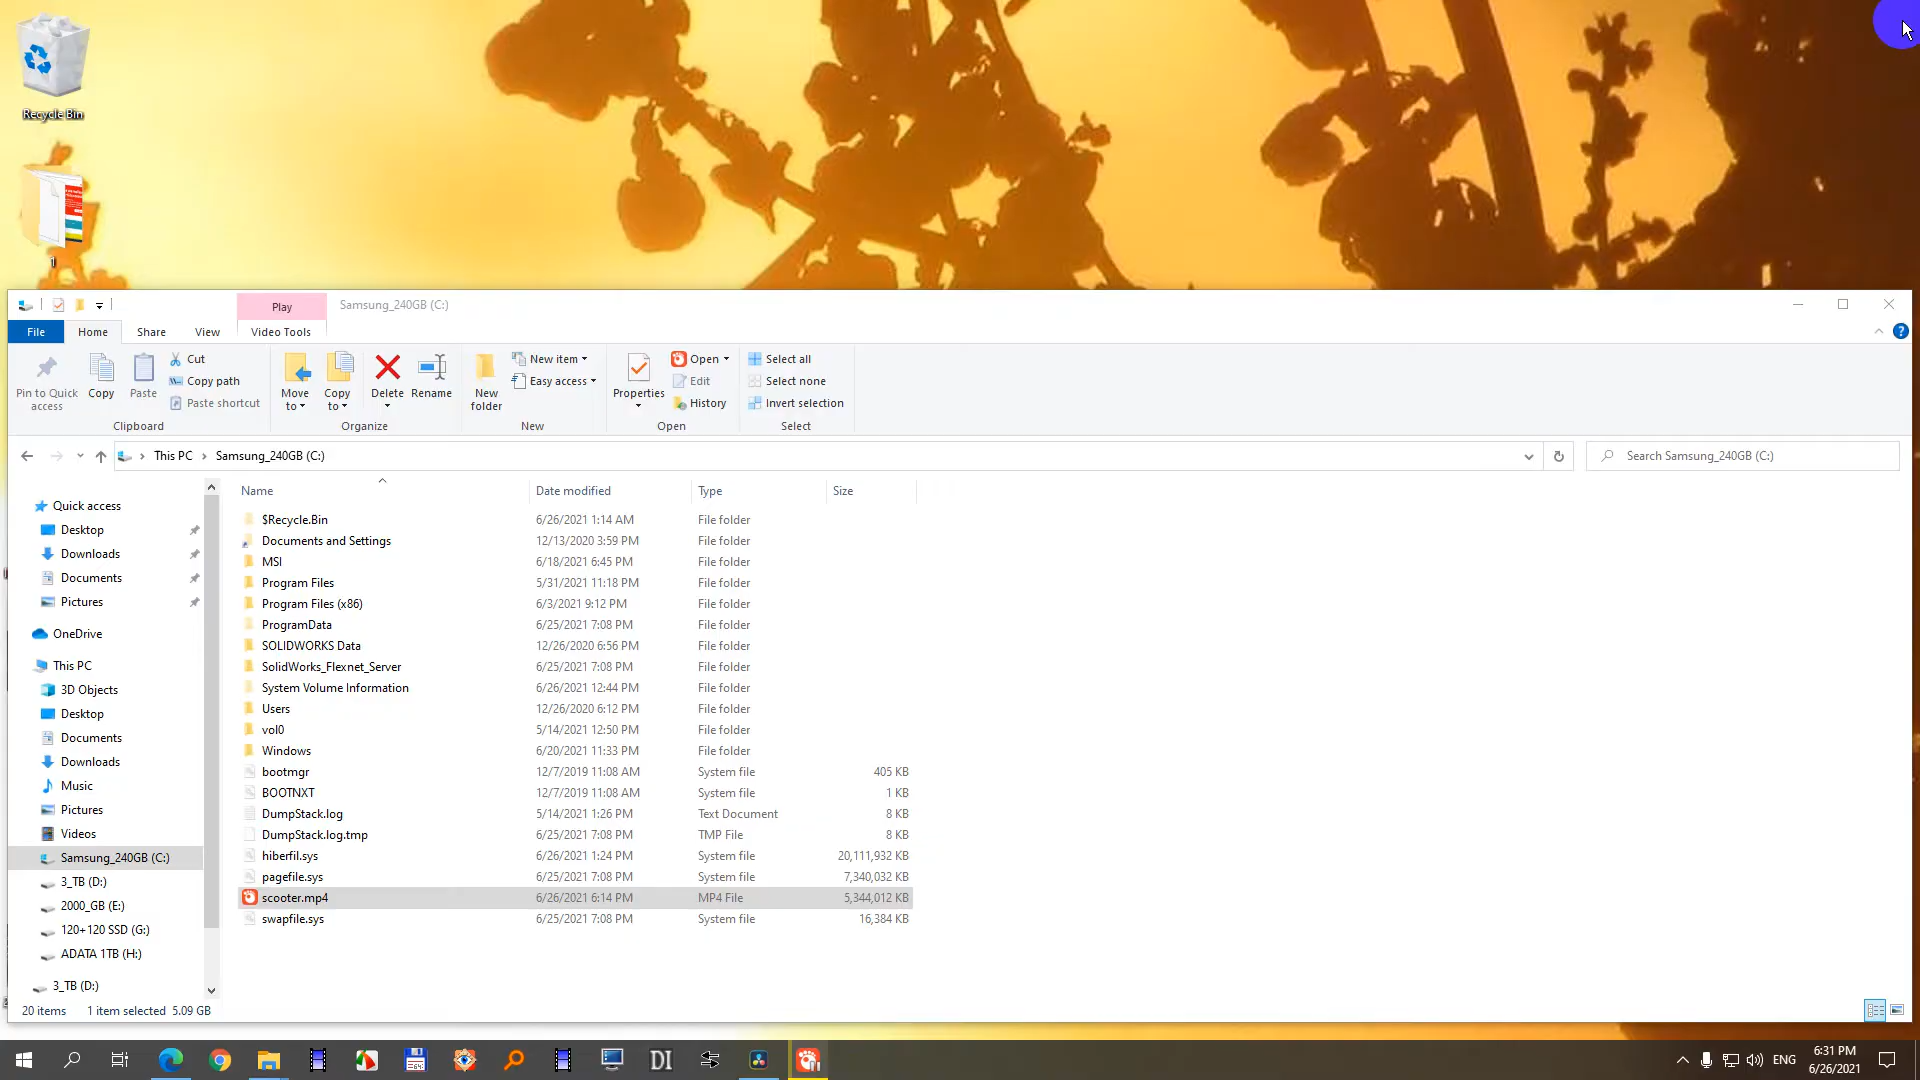 Recycle Bin
1
Play
Samsung_240GB (C:)
File
Home
Share
View
Video Tools
Pin to Quick access
Copy
Paste
Cut
Copy path
Paste shortcut
Clipboard
Move to
Copy to
Delete
Rename
Organize
New folder
New item
Easy access
New
Properties
Open
Edit
History
Open
Select all
Select none
Invert selection
Select
This PC
Samsung_240GB (C:)
Search Samsung_240GB (C:)
Quick access
Desktop
Downloads
Documents
Pictures
OneDrive
This PC
3D Objects
Desktop
Documents
Downloads
Music
Pictures
Videos
Samsung_240GB (C:)
3_TB (D:)
2000_GB (E:)
120+120 SSD (G:)
ADATA 1TB (H:)
3_TB (D:)
Name Date modified Type Size
$Recycle.Bin 6/26/2021 1:14 AM File folder
Documents and Settings 12/13/2020 3:59 PM File folder
MSI 6/18/2021 6:45 PM File folder
Program Files 5/31/2021 11:18 PM File folder
Program Files (x86) 6/3/2021 9:12 PM File folder
ProgramData 6/25/2021 7:08 PM File folder
SOLIDWORKS Data 12/26/2020 6:56 PM File folder
SolidWorks_Flexnet_Server 6/25/2021 7:08 PM File folder
System Volume Information 6/26/2021 12:44 PM File folder
Users 12/26/2020 6:12 PM File folder
vol0 5/14/2021 12:50 PM File folder
Windows 6/20/2021 11:33 PM File folder
bootmgr 12/7/2019 11:08 AM System file 405 KB
BOOTNXT 12/7/2019 11:08 AM System file 1 KB
DumpStack.log 5/14/2021 1:26 PM Text Document 8 KB
DumpStack.log.tmp 6/25/2021 7:08 PM TMP File 8 KB
hiberfil.sys 6/26/2021 1:24 PM System file 20,111,932 KB
pagefile.sys 6/25/2021 7:08 PM System file 7,340,032 KB
scooter.mp4 6/26/2021 6:14 PM MP4 File 5,344,012 KB
swapfile.sys 6/25/2021 7:08 PM System file 16,384 KB
20 items 1 item selected 5.09 GB
DI
ENG
6:31 PM
6/26/2021